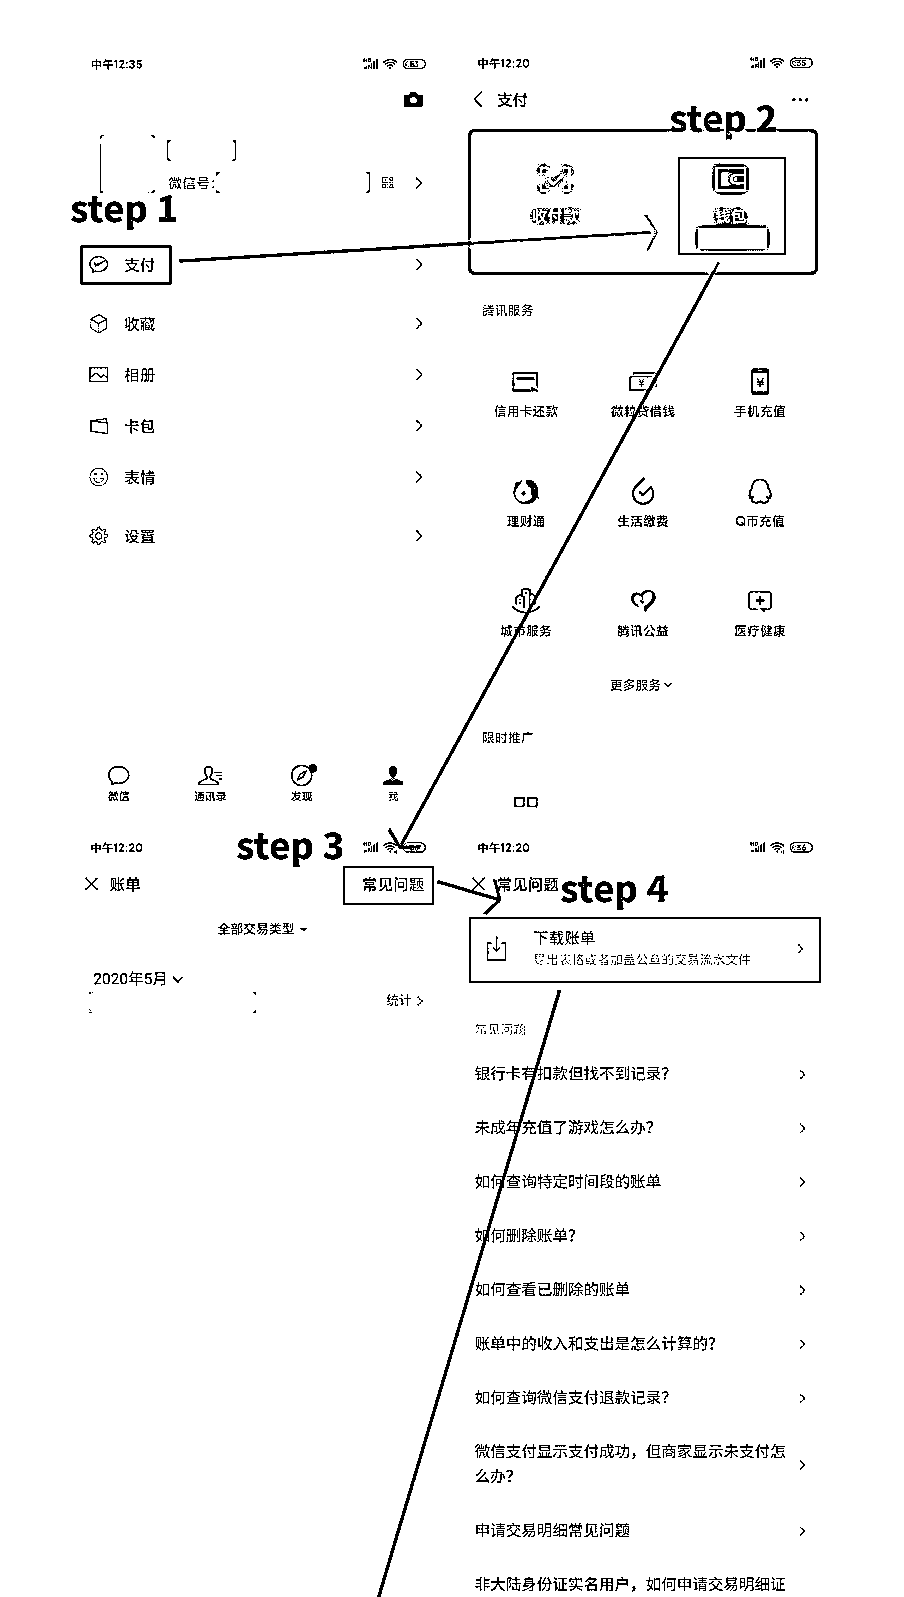 中午12:35
微信号:
step 1
支付
收藏
相册
卡包
表情
设置
微信
通讯录
发现
我
中午12:20
支付
step 2
收付款
钱包
腾讯服务
信用卡还款
微粒贷借钱
手机充值
理财通
生活缴费
Q币充值
城市服务
腾讯公益
医疗健康
更多服务
限时推广
中午12:20
step 3
账单
常见问题
全部交易类型
2020年5月
统计
中午12:20
常见问题
step 4
下载账单
导出表格或者加盖公章的交易流水文件
常见问题
银行卡有扣款但找不到记录?
未成年充值了游戏怎么办?
如何查询特定时间段的账单
如何删除账单?
如何查看已删除的账单
账单中的收入和支出是怎么计算的?
如何查询微信支付退款记录?
微信支付显示支付成功，但商家显示未支付怎
么办?
申请交易明细常见问题
非大陆身份证实名用户，如何申请交易明细证